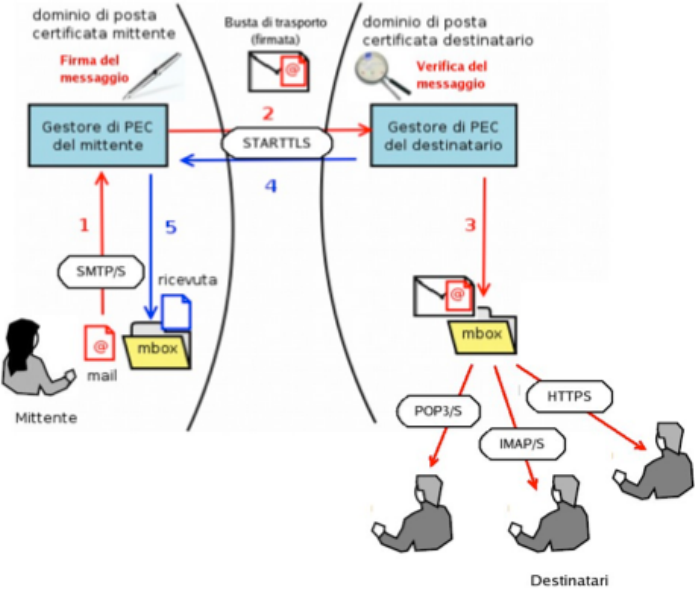 dominio di posta
certificata mittente
Firma del
messaggio
Busta di trasporto
(firmata)
@
dominio di posta
certificata destinatario
Verifica del
messaggio
Gestore di PEC
del mittente
2
STARTTLS
4
Gestore di PEC
del destinatario
1
5
3
SMTP/S
ricevuta
@
mail
mbox
Mittente
@
mbox
POP3/S
IMAP/S
HTTPS
Destinatari